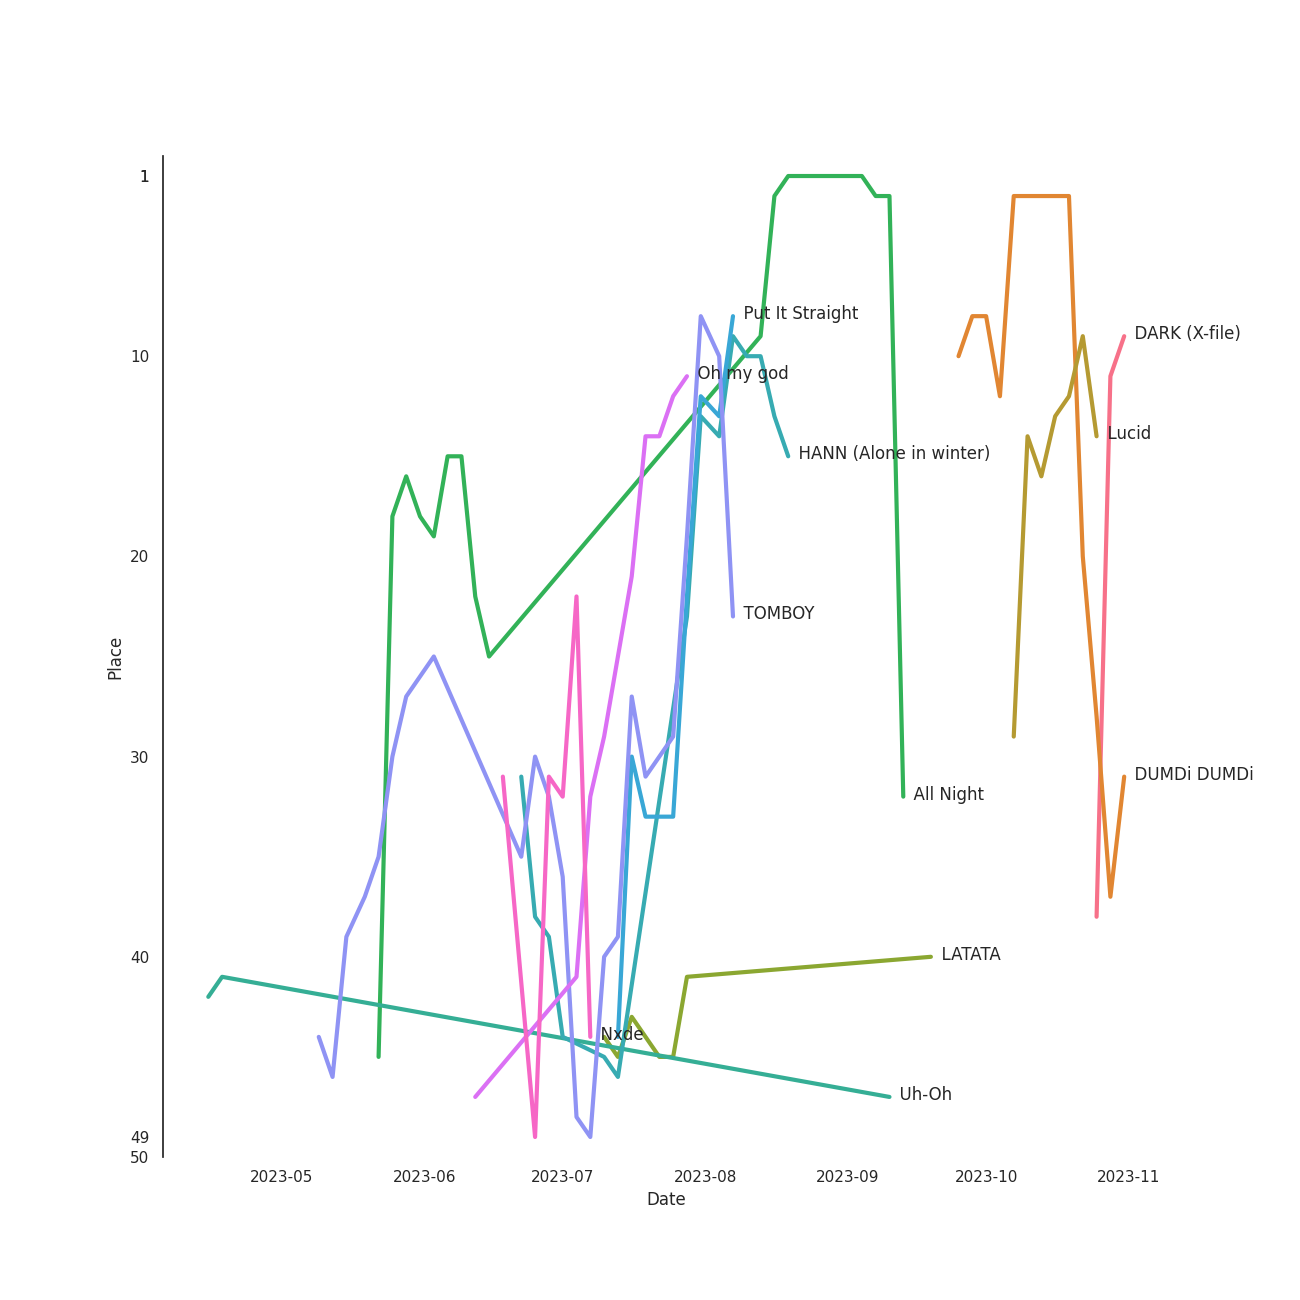 1
Put It Straight
DARK (X-file)
10
Oh my god
Lucid
HANN (Alone in winter)
20
TOMBOY
Place
30
DUMDi DUMDi
All Night
40
LATATA
Nxde
Uh-Oh
49
50
2023-05 2023-06 2023-07 2023-08 2023-09 2023-10 2023-11
Date